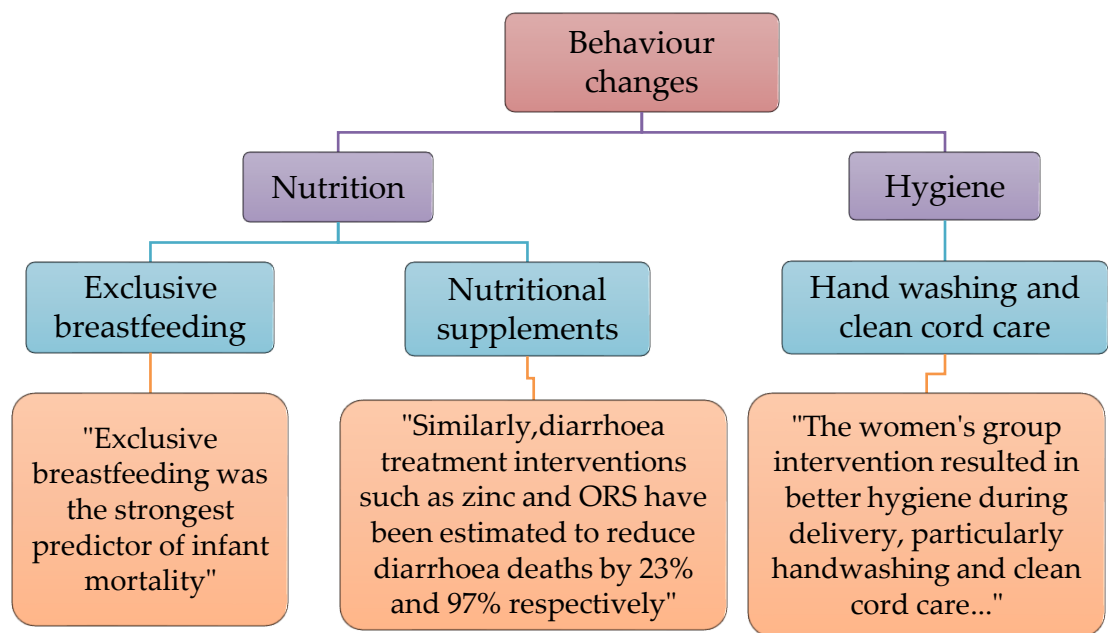 Behaviour
changes
Nutrition
Hygiene
Exclusive
breastfeeding
Nutritional
supplements
Hand washing and
clean cord care
"Exclusive
breastfeeding was
the strongest
predictor of infant
mortality"
"Similarly,diarrhoea
treatment interventions
such as zinc and ORS have
been estimated to reduce
diarrhoea deaths by 23%
and 97% respectively"
"The women's group
intervention resulted in
better hygiene during
delivery, particularly
handwashing and clean
cord care..."